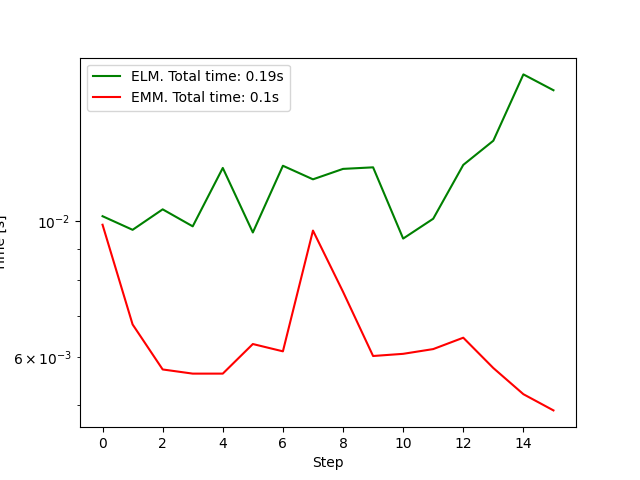 ELM. Total time: 0.19s
EMM. Total time: 0.1s
10⁻²
6 × 10⁻³
Time [s]
0 2 4 6 8 10 12 14
Step